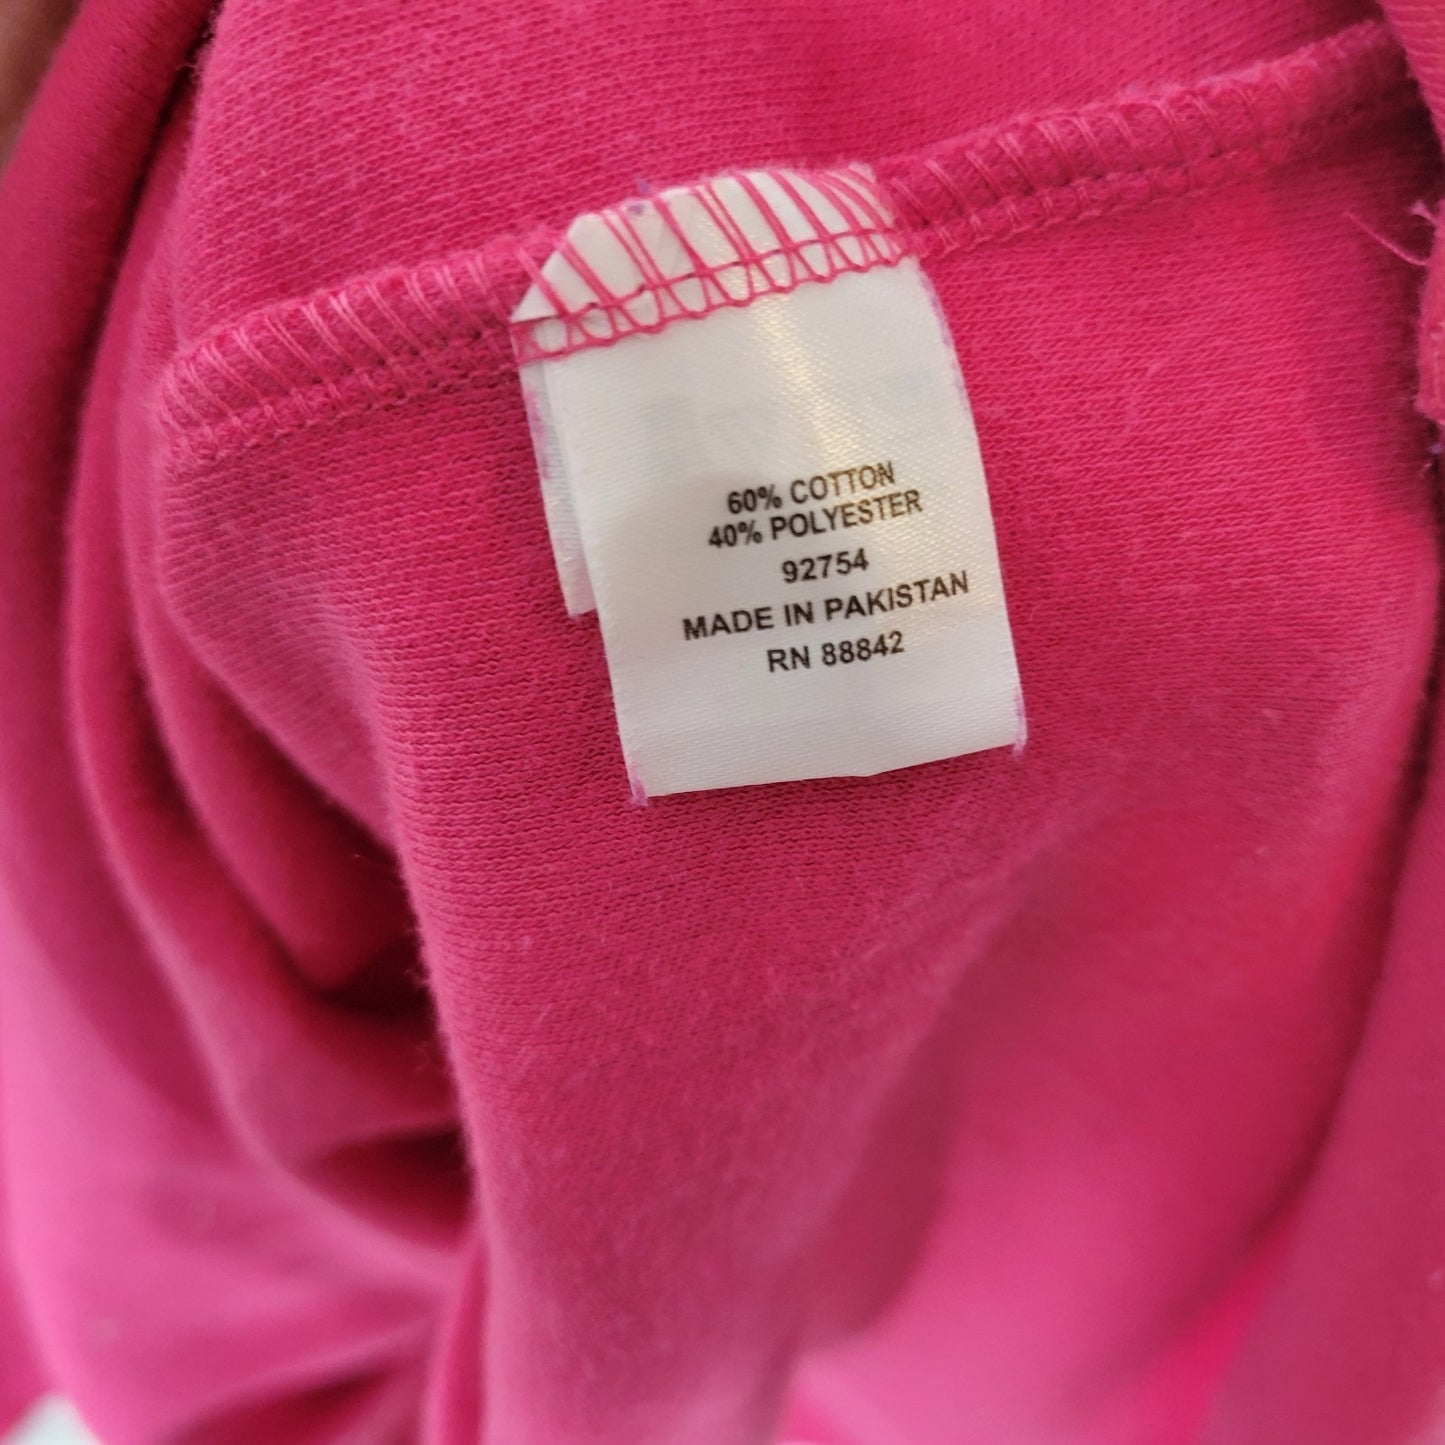 60% COTTON
40% POLYESTER
92754
MADE IN PAKISTAN
RN 88842